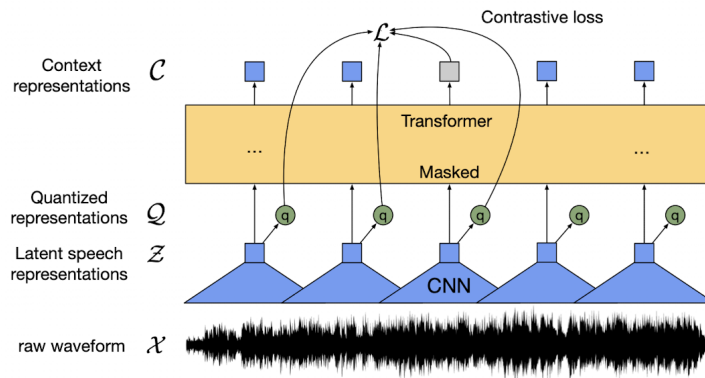 Contrastive loss
ℒ
Context representations 𝒞
Transformer
... ...
Masked
Quantized representations 𝒬
q q q q q
Latent speech representations 𝒵
CNN
raw waveform 𝒳